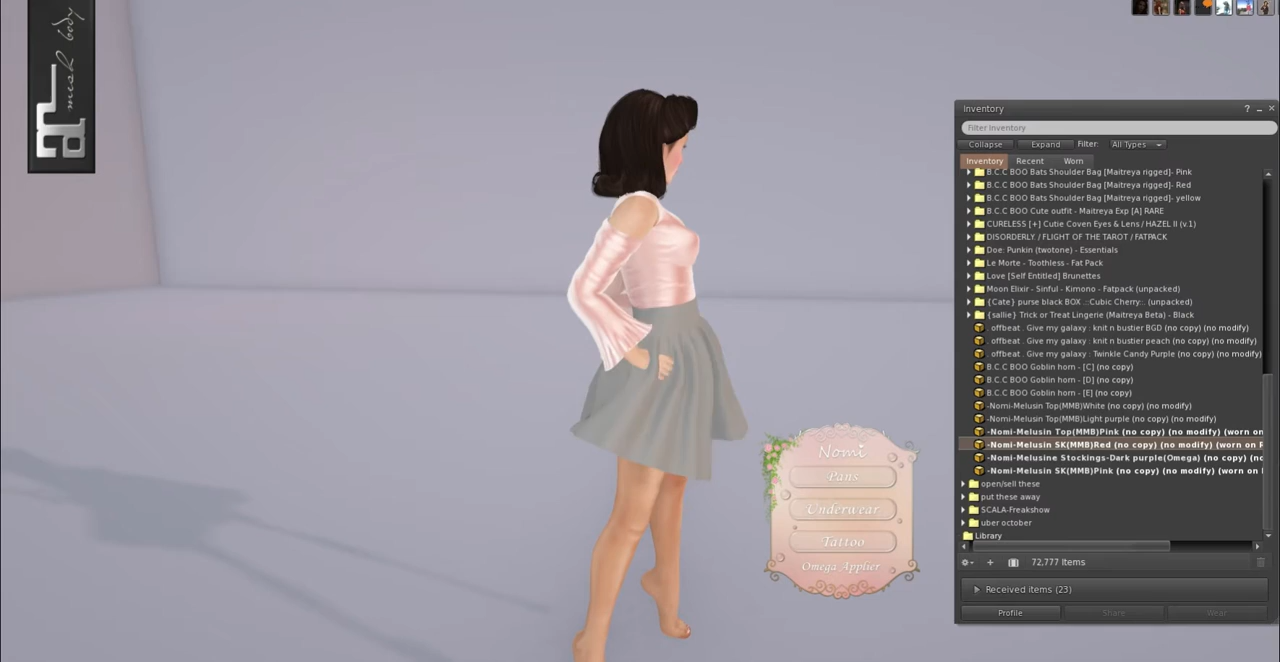 mesh body
Inventory
Filter Inventory
Collapse Expand Filter: All Types
Inventory Recent Worn
B.C.C BOO Bats Shoulder Bag [Maitreya rigged]- Pink
B.C.C BOO Bats Shoulder Bag [Maitreya rigged]- Red
B.C.C BOO Bats Shoulder Bag [Maitreya rigged]- yellow
B.C.C BOO Cute outfit - Maitreya Exp [A] RARE
CURELESS [+] Cutie Coven Eyes & Lens / HAZEL II (v.1)
DISORDERLY. / FLIGHT OF THE TAROT / FATPACK
Doe: Punkin (twotone) - Essentials
Le Morte - Toothless - Fat Pack
Love [Self Entitled] Brunettes
Moon Elixir - Sinful - Kimono - Fatpack (unpacked)
{Cate} purse black BOX .::Cubic Cherry::. (unpacked)
{sallie} Trick or Treat Lingerie (Maitreya Beta) - Black
. offbeat . Give my galaxy : knit n bustier BGD (no copy) (no modify)
. offbeat . Give my galaxy : knit n bustier peach (no copy) (no modify)
. offbeat . Give my galaxy : Twinkle Candy Purple (no copy) (no modify)
B.C.C BOO Goblin horn - [C] (no copy)
B.C.C BOO Goblin horn - [D] (no copy)
B.C.C BOO Goblin horn - [E] (no copy)
-Nomi-Melusin Top(MMB)White (no copy) (no modify)
-Nomi-Melusin Top(MMB)Light purple (no copy) (no modify)
-Nomi-Melusin Top(MMB)Pink (no copy) (no modify) (worn on
-Nomi-Melusin SK(MMB)Red (no copy) (no modify) (worn on
-Nomi-Melusine Stockings-Dark purple(Omega) (no copy) (no
-Nomi-Melusin SK(MMB)Pink (no copy) (no modify) (worn on
open/sell these
put these away
SCALA-Freakshow
uber october
Library
72,777 Items
Received items (23)
Profile Share Wear
Nomi
Pans
Underwear
Tattoo
Omega Applier